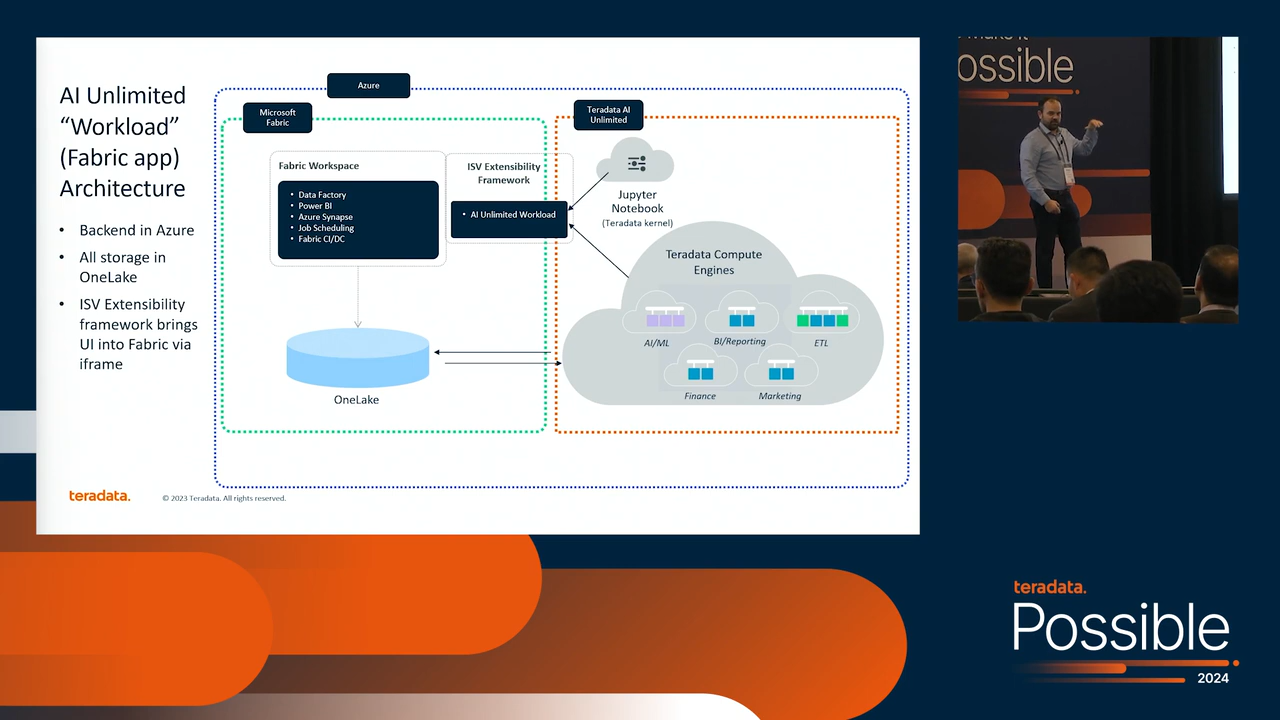 AI Unlimited
“Workload”
(Fabric app)
Architecture
• Backend in Azure
• All storage in
OneLake
• ISV Extensibility
framework brings
UI into Fabric via
iframe
Azure
Microsoft
Fabric
Teradata AI
Unlimited
Fabric Workspace
• Data Factory
• Power BI
• Azure Synapse
• Job Scheduling
• Fabric CI/DC
ISV Extensibility
Framework
• AI Unlimited Workload
Jupyter
Notebook
(Teradata kernel)
Teradata Compute
Engines
AI/ML
BI/Reporting
ETL
Finance
Marketing
OneLake
teradata.
© 2023 Teradata. All rights reserved.
ossible
teradata.
Possible
2024